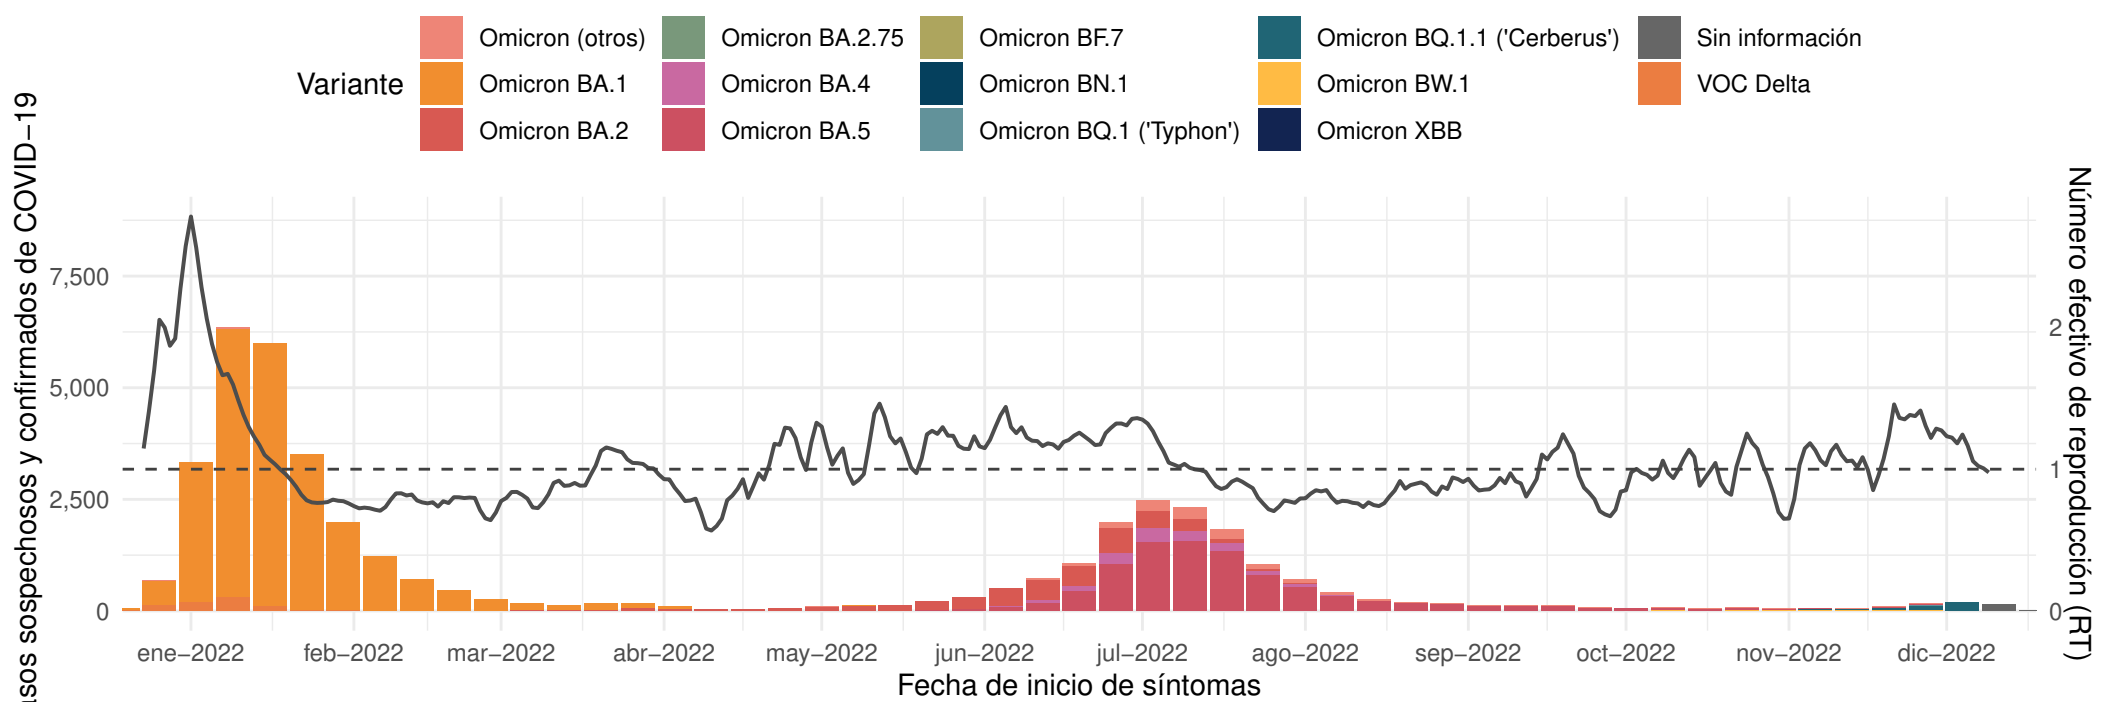 Variante
Omicron (otros)
Omicron BA.1
Omicron BA.2
Omicron BA.2.75
Omicron BA.4
Omicron BA.5
Omicron BF.7
Omicron BN.1
Omicron BQ.1 ('Typhon')
Omicron BQ.1.1 ('Cerberus')
Omicron BW.1
Omicron XBB
Sin información
VOC Delta
sospechosos y confirmados de COVID−19
7,500
5,000
2,500
0
2
1
0
Número efectivo de reproducción (RT)
ene−2022
feb−2022
mar−2022
abr−2022
may−2022
jun−2022
jul−2022
ago−2022
sep−2022
oct−2022
nov−2022
dic−2022
Fecha de inicio de síntomas